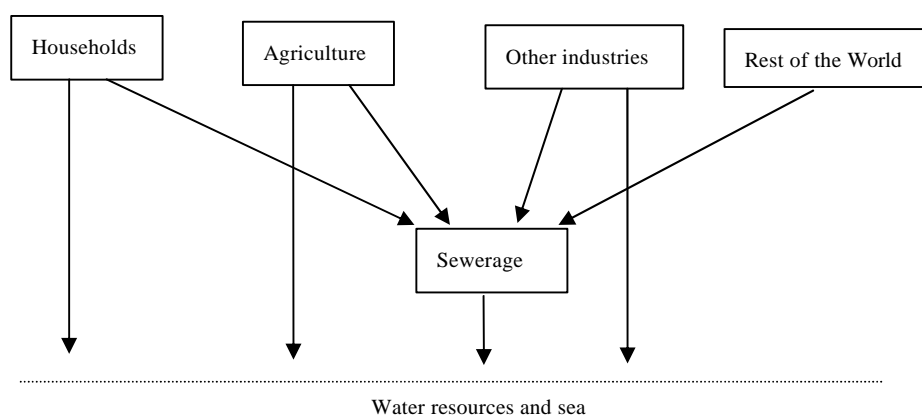 Households
Agriculture
Other industries
Rest of the World
Sewerage
Water resources and sea